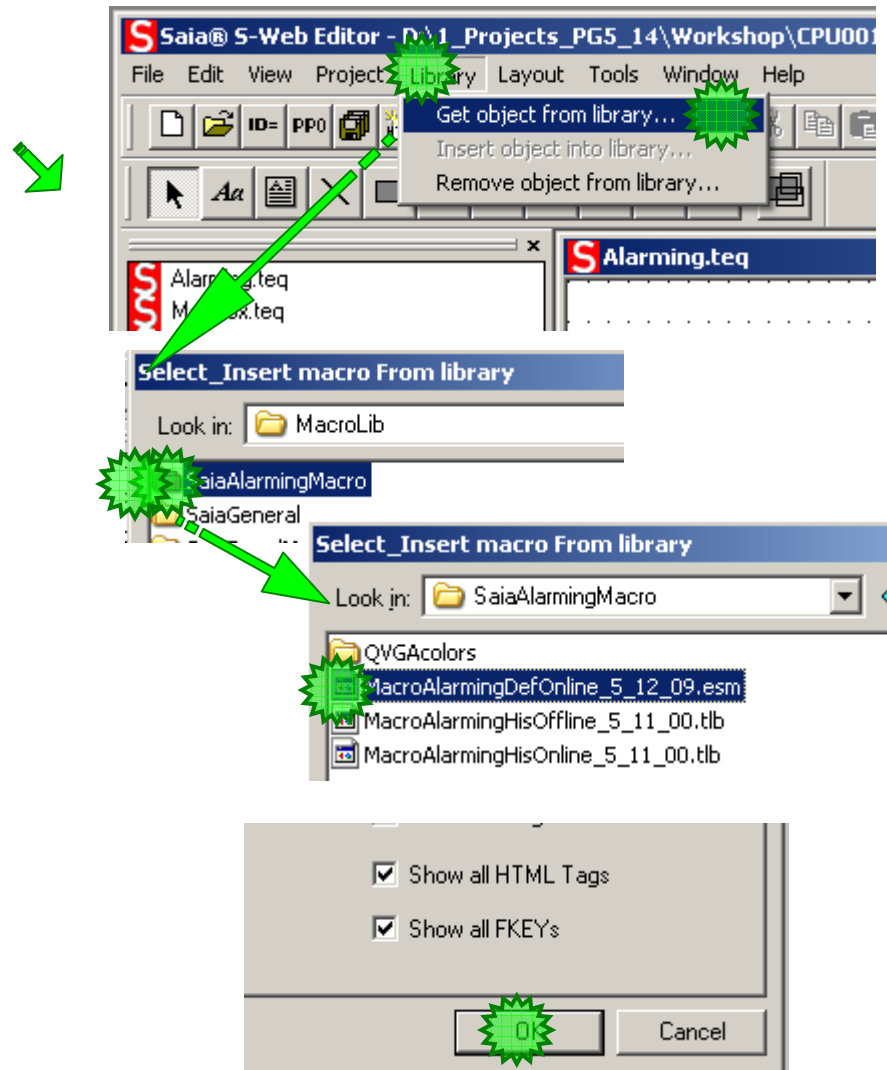 Saia® S-Web Editor - D:\1_Projects_PG5_14\Workshop\CPU001
File Edit View Project Library Layout Tools Window Help
ID= PP0
Get object from library...
Insert object into library...
Remove object from library...
Aa
Alarming.teq
Alarming.teq
Select_Insert macro From library
Look in: MacroLib
SaiaAlarmingMacro
SaiaGeneral
Select_Insert macro From library
Look in: SaiaAlarmingMacro
QVGAcolors
MacroAlarmingDefOnline_5_12_09.esm
MacroAlarmingHisOffline_5_11_00.tlb
MacroAlarmingHisOnline_5_11_00.tlb
Show all HTML Tags
Show all FKEY's
OK Cancel